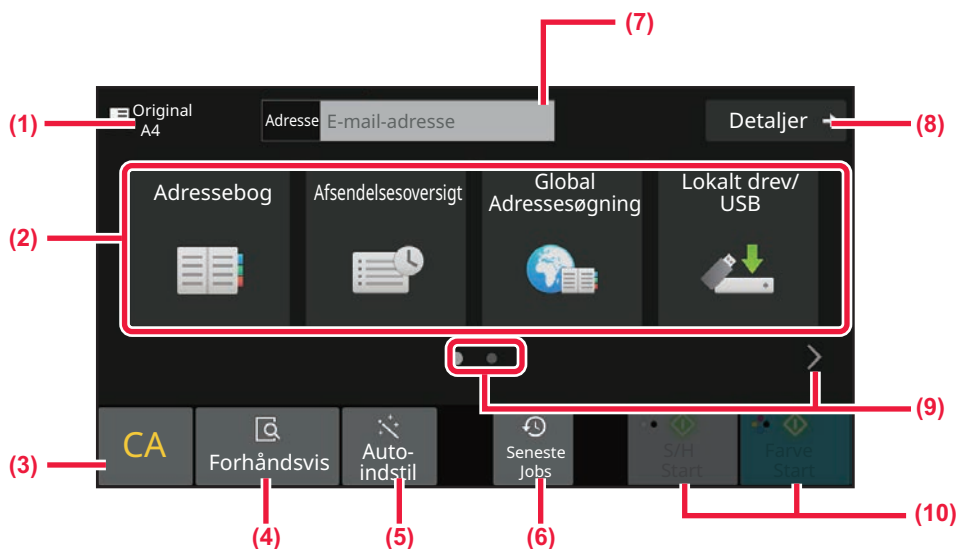 (7)
(1)
Original
A4
Adresse
E-mail-adresse
Detaljer
(8)
(2)
Adressebog
Afsendelsesoversigt
Global
Adressesøgning
Lokalt drev/
USB
(9)
(3)
CA
Forhåndsvis
Auto-
indstil
Seneste
Jobs
S/H
Start
Farve
Start
(10)
(4)
(5)
(6)